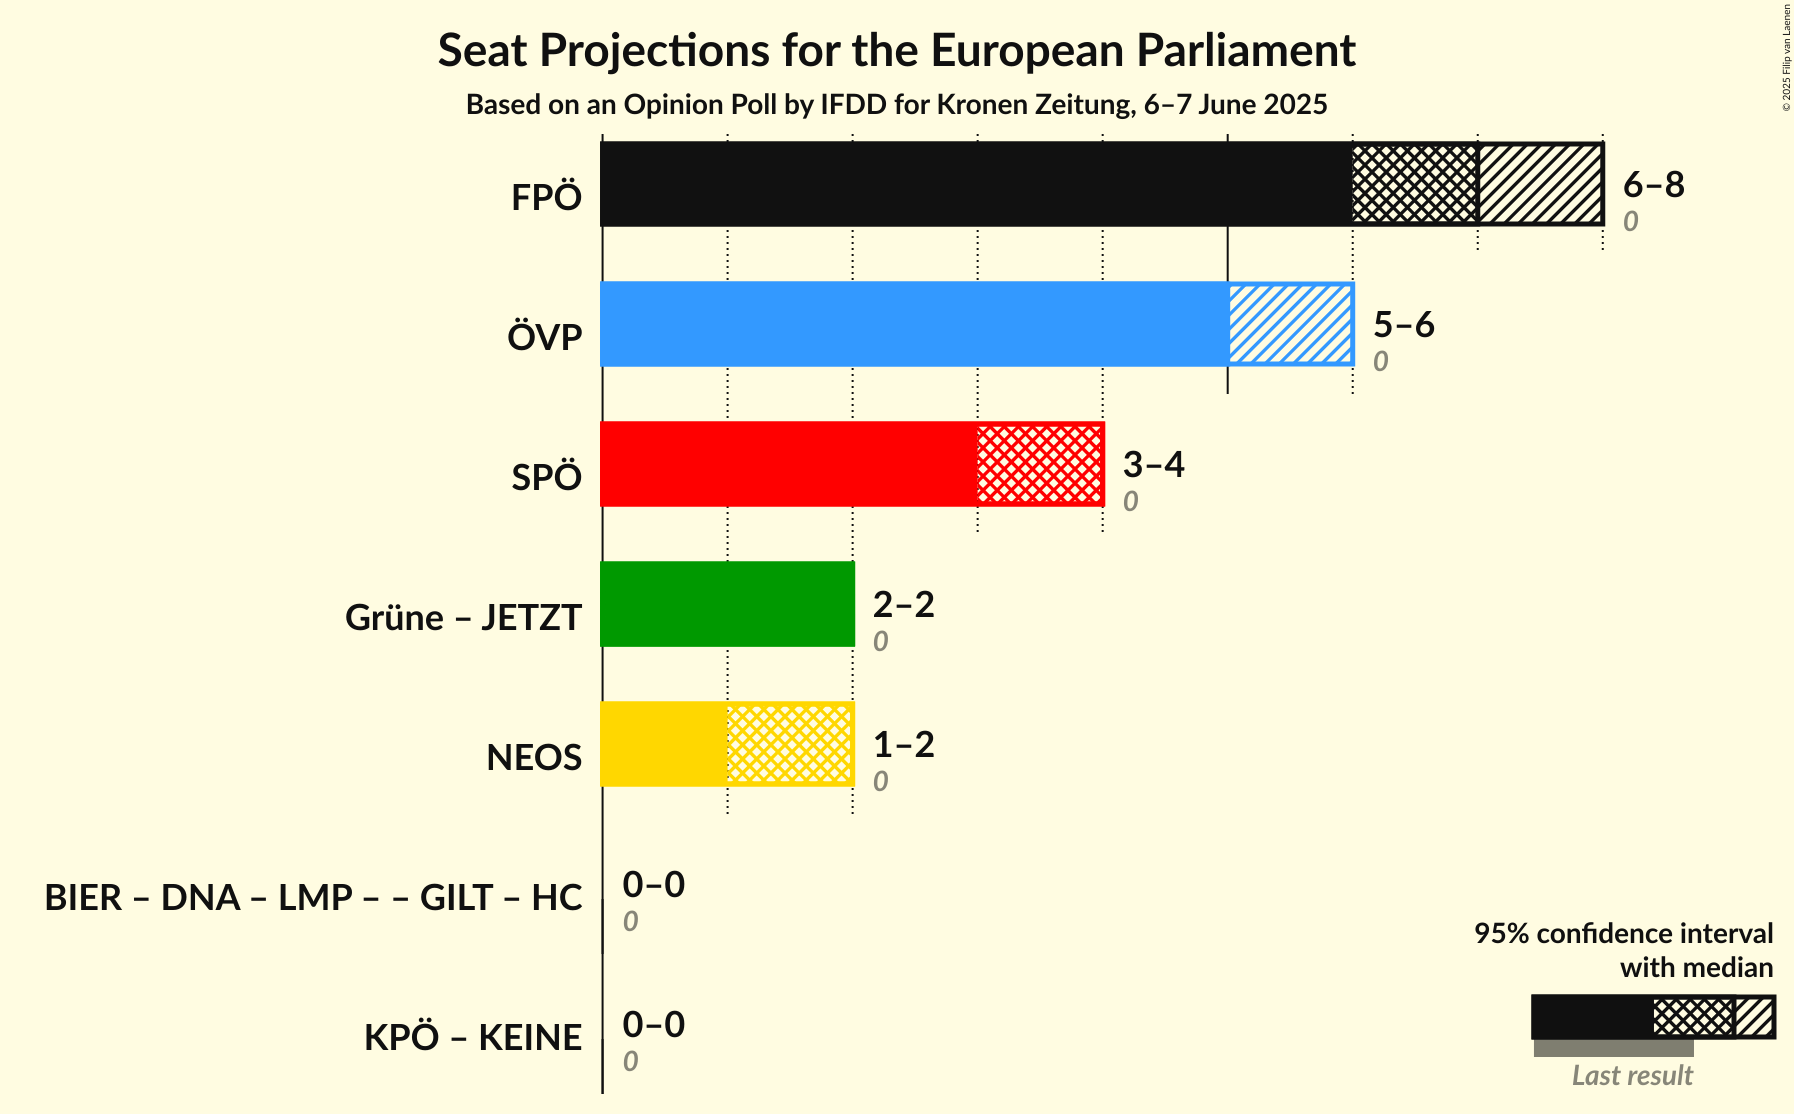 Seat Projections for the European Parliament
Based on an Opinion Poll by IFDD for Kronen Zeitung, 6–7 June 2025
© 2025 Filip van Laenen
FPÖ
6–8
0
ÖVP
5–6
0
SPÖ
3–4
0
Grüne – JETZT
2–2
0
NEOS
1–2
0
BIER – DNA – LMP – – GILT – HC
0–0
0
KPÖ – KEINE
0–0
0
95% confidence interval
with median
Last result